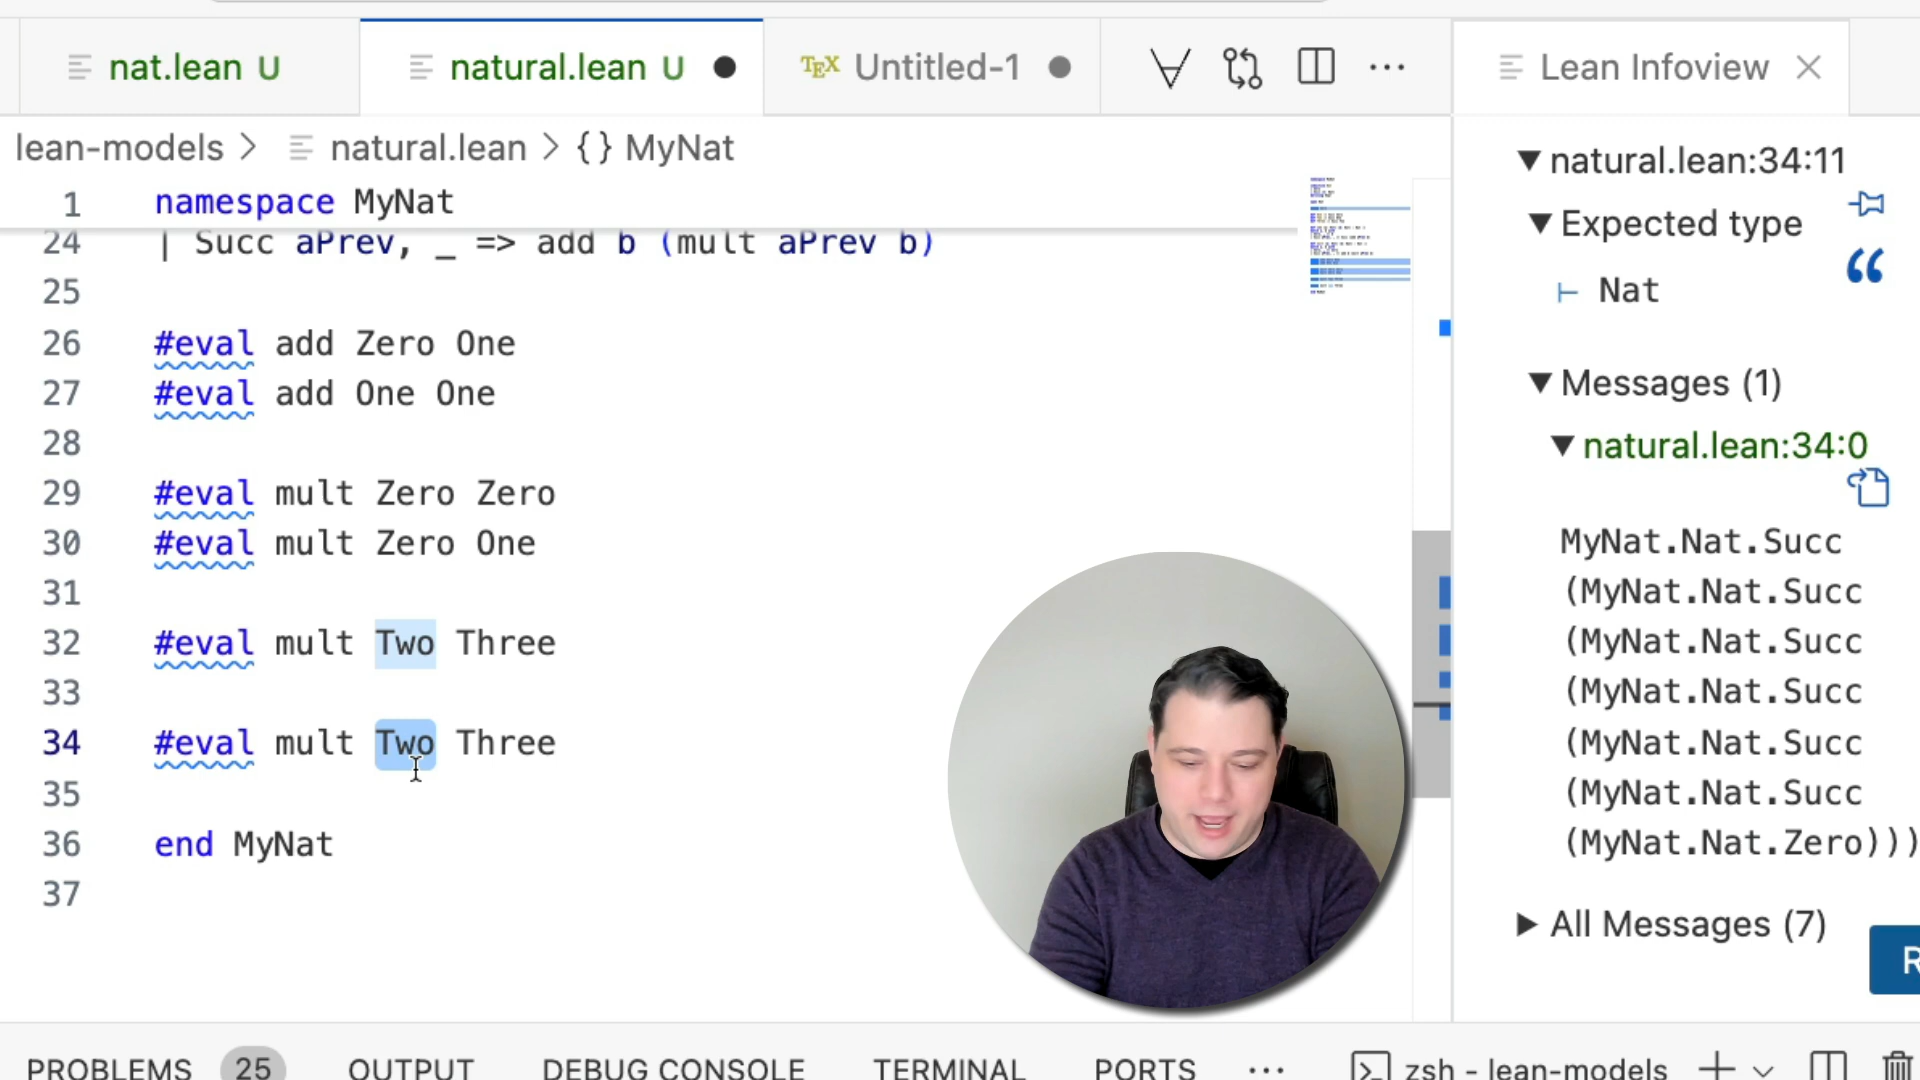 nat.lean U
natural.lean U
TEX Untitled-1
Lean Infoview
lean-models > natural.lean > {} MyNat
1 namespace MyNat
24 | Succ aPrev, _ => add b (mult aPrev b)
25
26 #eval add Zero One
27 #eval add One One
28
29 #eval mult Zero Zero
30 #eval mult Zero One
31
32 #eval mult Two Three
33
34 #eval mult Two Three
35
36 end MyNat
37
▼ natural.lean:34:11
▼ Expected type
⊢ Nat
▼ Messages (1)
▼ natural.lean:34:0
MyNat.Nat.Succ
(MyNat.Nat.Succ
(MyNat.Nat.Succ
(MyNat.Nat.Succ
(MyNat.Nat.Succ
(MyNat.Nat.Succ
(MyNat.Nat.Zero)))
▶ All Messages (7)
R
PROBLEMS 25 OUTPUT DEBUG CONSOLE TERMINAL PORTS ··· zsh - lean-models